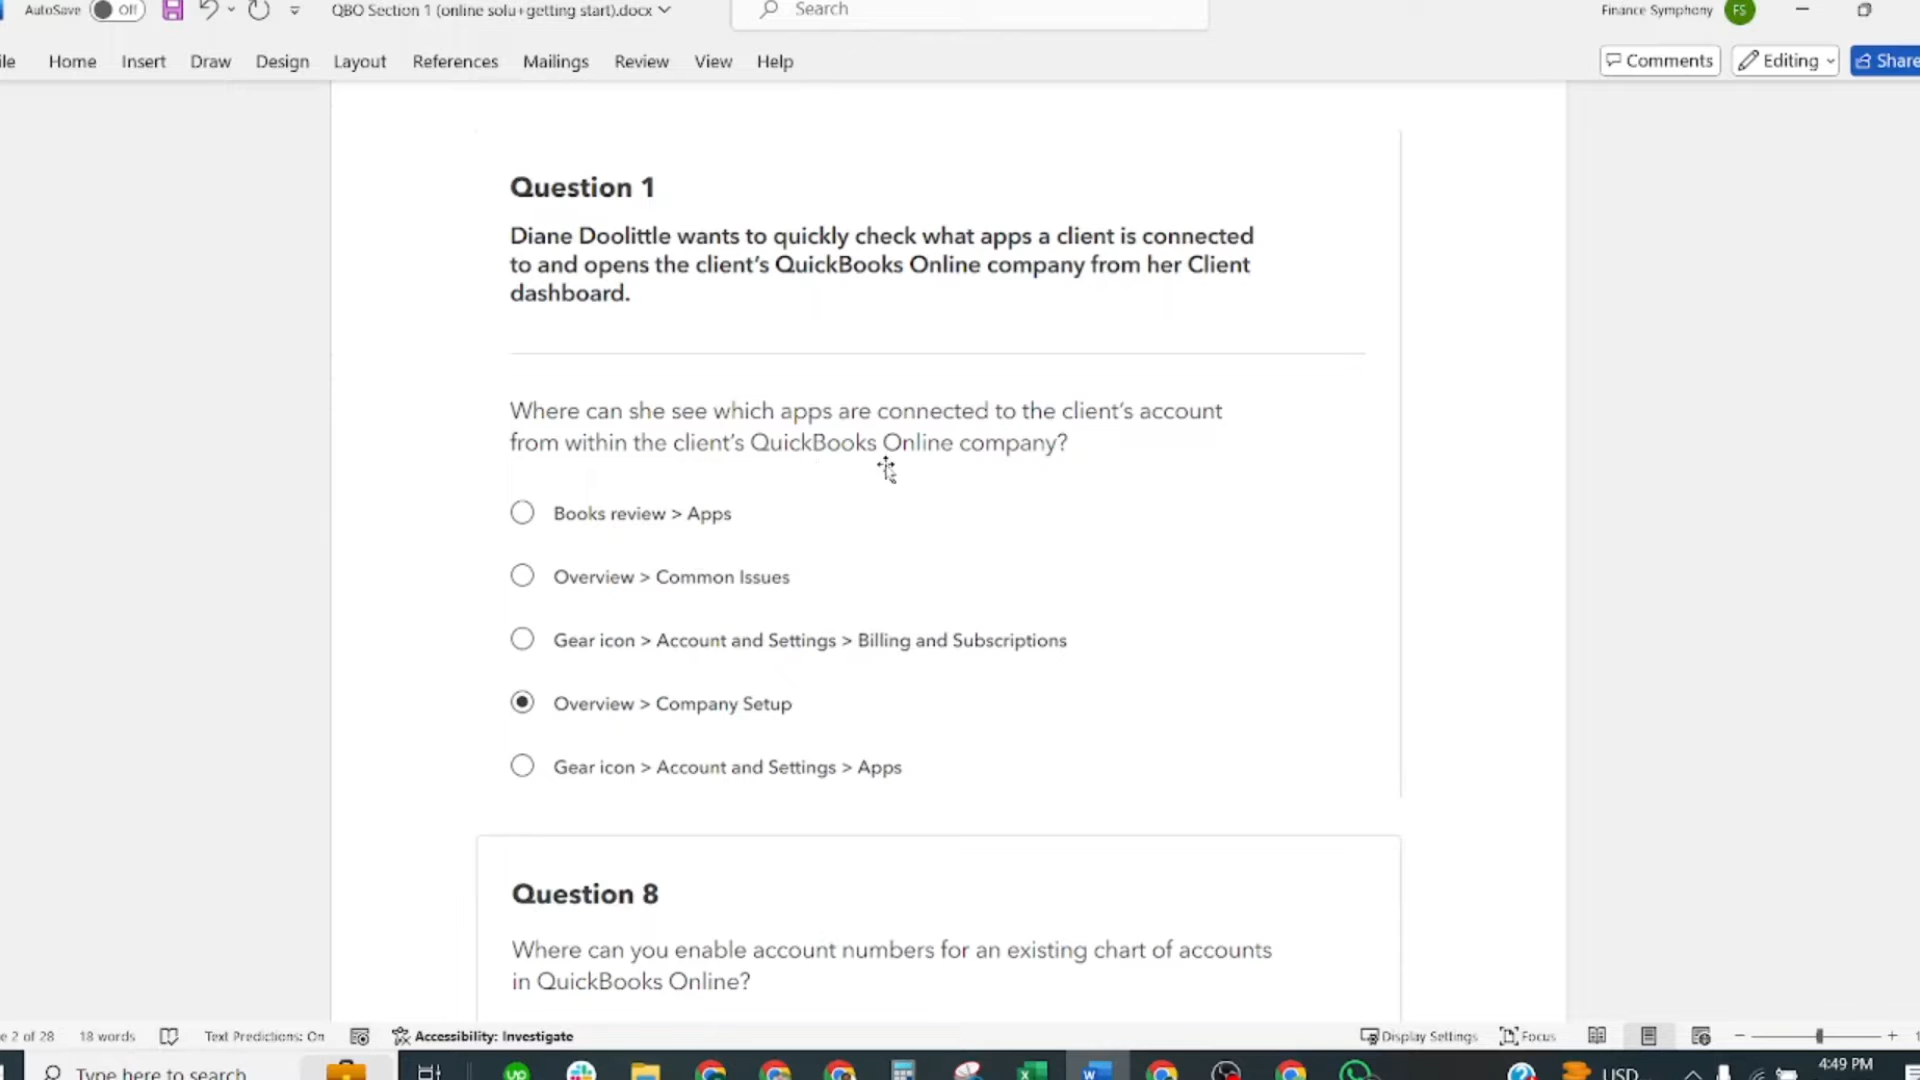 AutoSave Off QBO Section 1 (online solu+getting start).docx Search Finance Symphony FS
ile Home Insert Draw Design Layout References Mailings Review View Help Comments Editing Share
Question 1
Diane Doolittle wants to quickly check what apps a client is connected
to and opens the client's QuickBooks Online company from her Client
dashboard.
Where can she see which apps are connected to the client's account
from within the client's QuickBooks Online company?
Books review > Apps
Overview > Common Issues
Gear icon > Account and Settings > Billing and Subscriptions
Overview > Company Setup
Gear icon > Account and Settings > Apps
Question 8
Where can you enable account numbers for an existing chart of accounts
in QuickBooks Online?
e 2 of 28 18 words Text Predictions: On Accessibility: Investigate Display Settings Focus
Type here to search up USD 4:49 PM